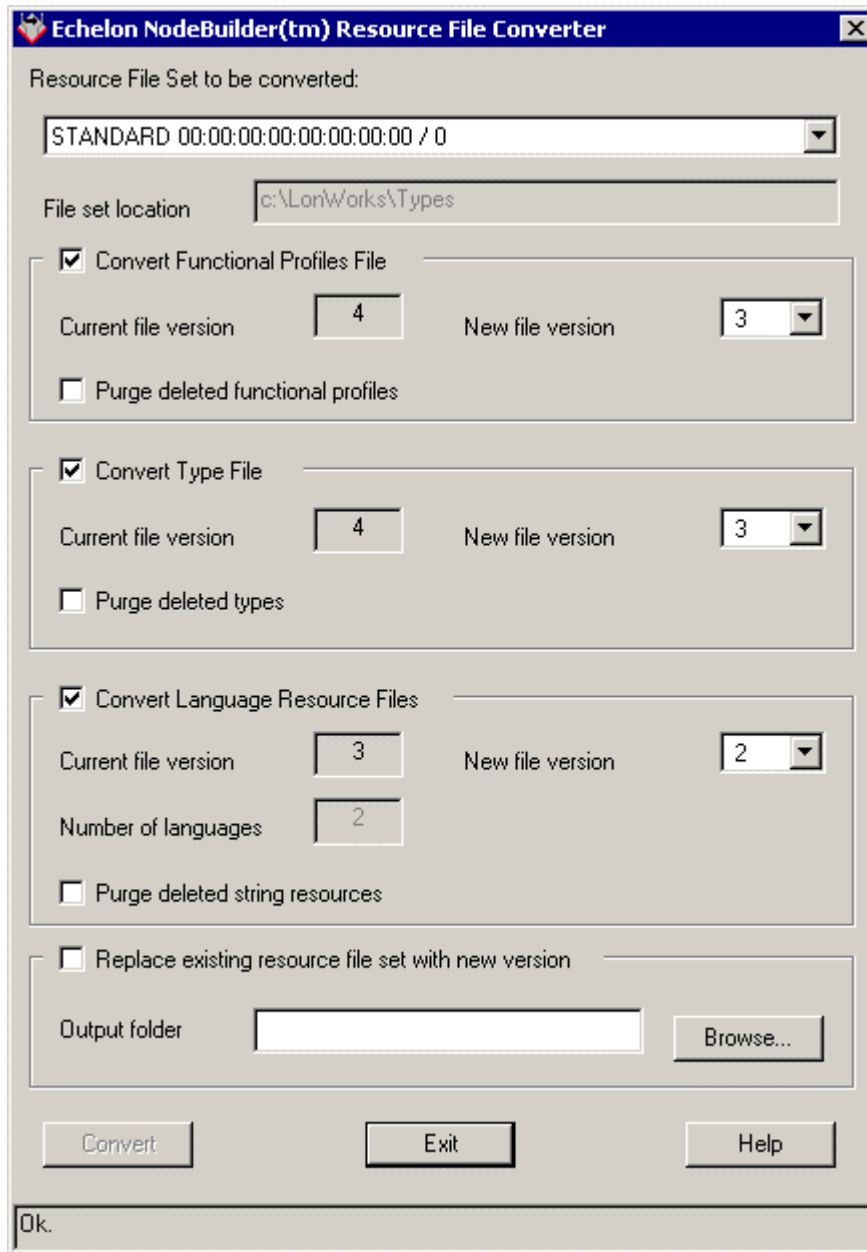 Echelon NodeBuilder(tm) Resource File Converter
Resource File Set to be converted:
STANDARD 00:00:00:00:00:00:00:00 / 0
File set location c:\LonWorks\Types
Convert Functional Profiles File
Current file version 4 New file version 3
Purge deleted functional profiles
Convert Type File
Current file version 4 New file version 3
Purge deleted types
Convert Language Resource Files
Current file version 3 New file version 2
Number of languages 2
Purge deleted string resources
Replace existing resource file set with new version
Output folder Browse...
Convert Exit Help
Ok.